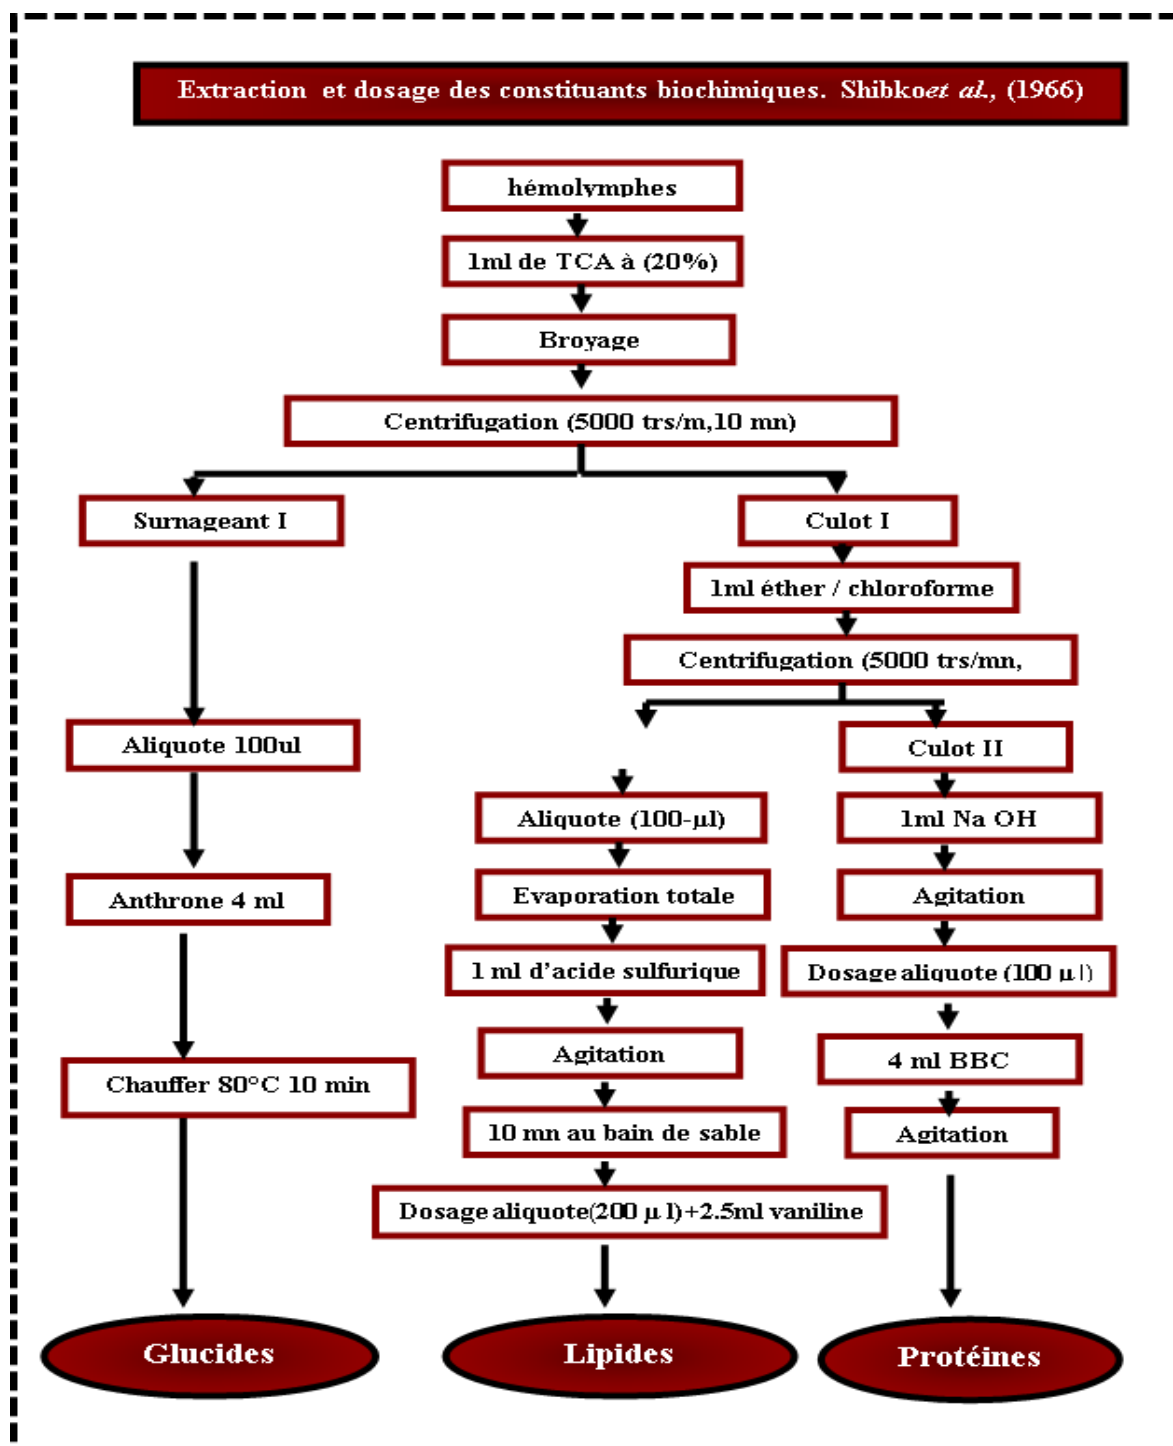 Extraction et dosage des constituants biochimiques. Shibkoet al., (1966)
hémolymphes
1ml de TCA à (20%)
Broyage
Centrifugation (5000 trs/m,10 mn)
Surnageant I
Culot I
1ml éther / chloroforme
Centrifugation (5000 trs/mn,
Aliquote 100ul
Culot II
Aliquote (100-µl)
1ml Na OH
Anthrone 4 ml
Evaporation totale
Agitation
1 ml d'acide sulfurique
Dosage aliquote (100 µl)
Agitation
4 ml BBC
Chauffer 80°C 10 min
10 mn au bain de sable
Agitation
Dosage aliquote(200 µl)+2.5ml vaniline
Glucides
Lipides
Protéines